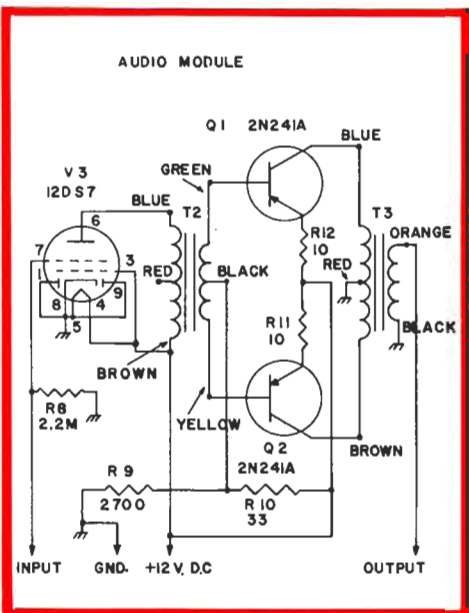 AUDIO MODULE
Q1 2N241A
BLUE
V3
12DS7
GREEN
6
BLUE
T2
T3
7
3
R12
10
ORANGE
RED
BLACK
RED
1
9
8
4
5
R11
10
BLACK
BROWN
R8
2.2M
YELLOW
Q2
BROWN
2N241A
R9
2700
R10
33
INPUT
GND.
+12 V. D.C
OUTPUT